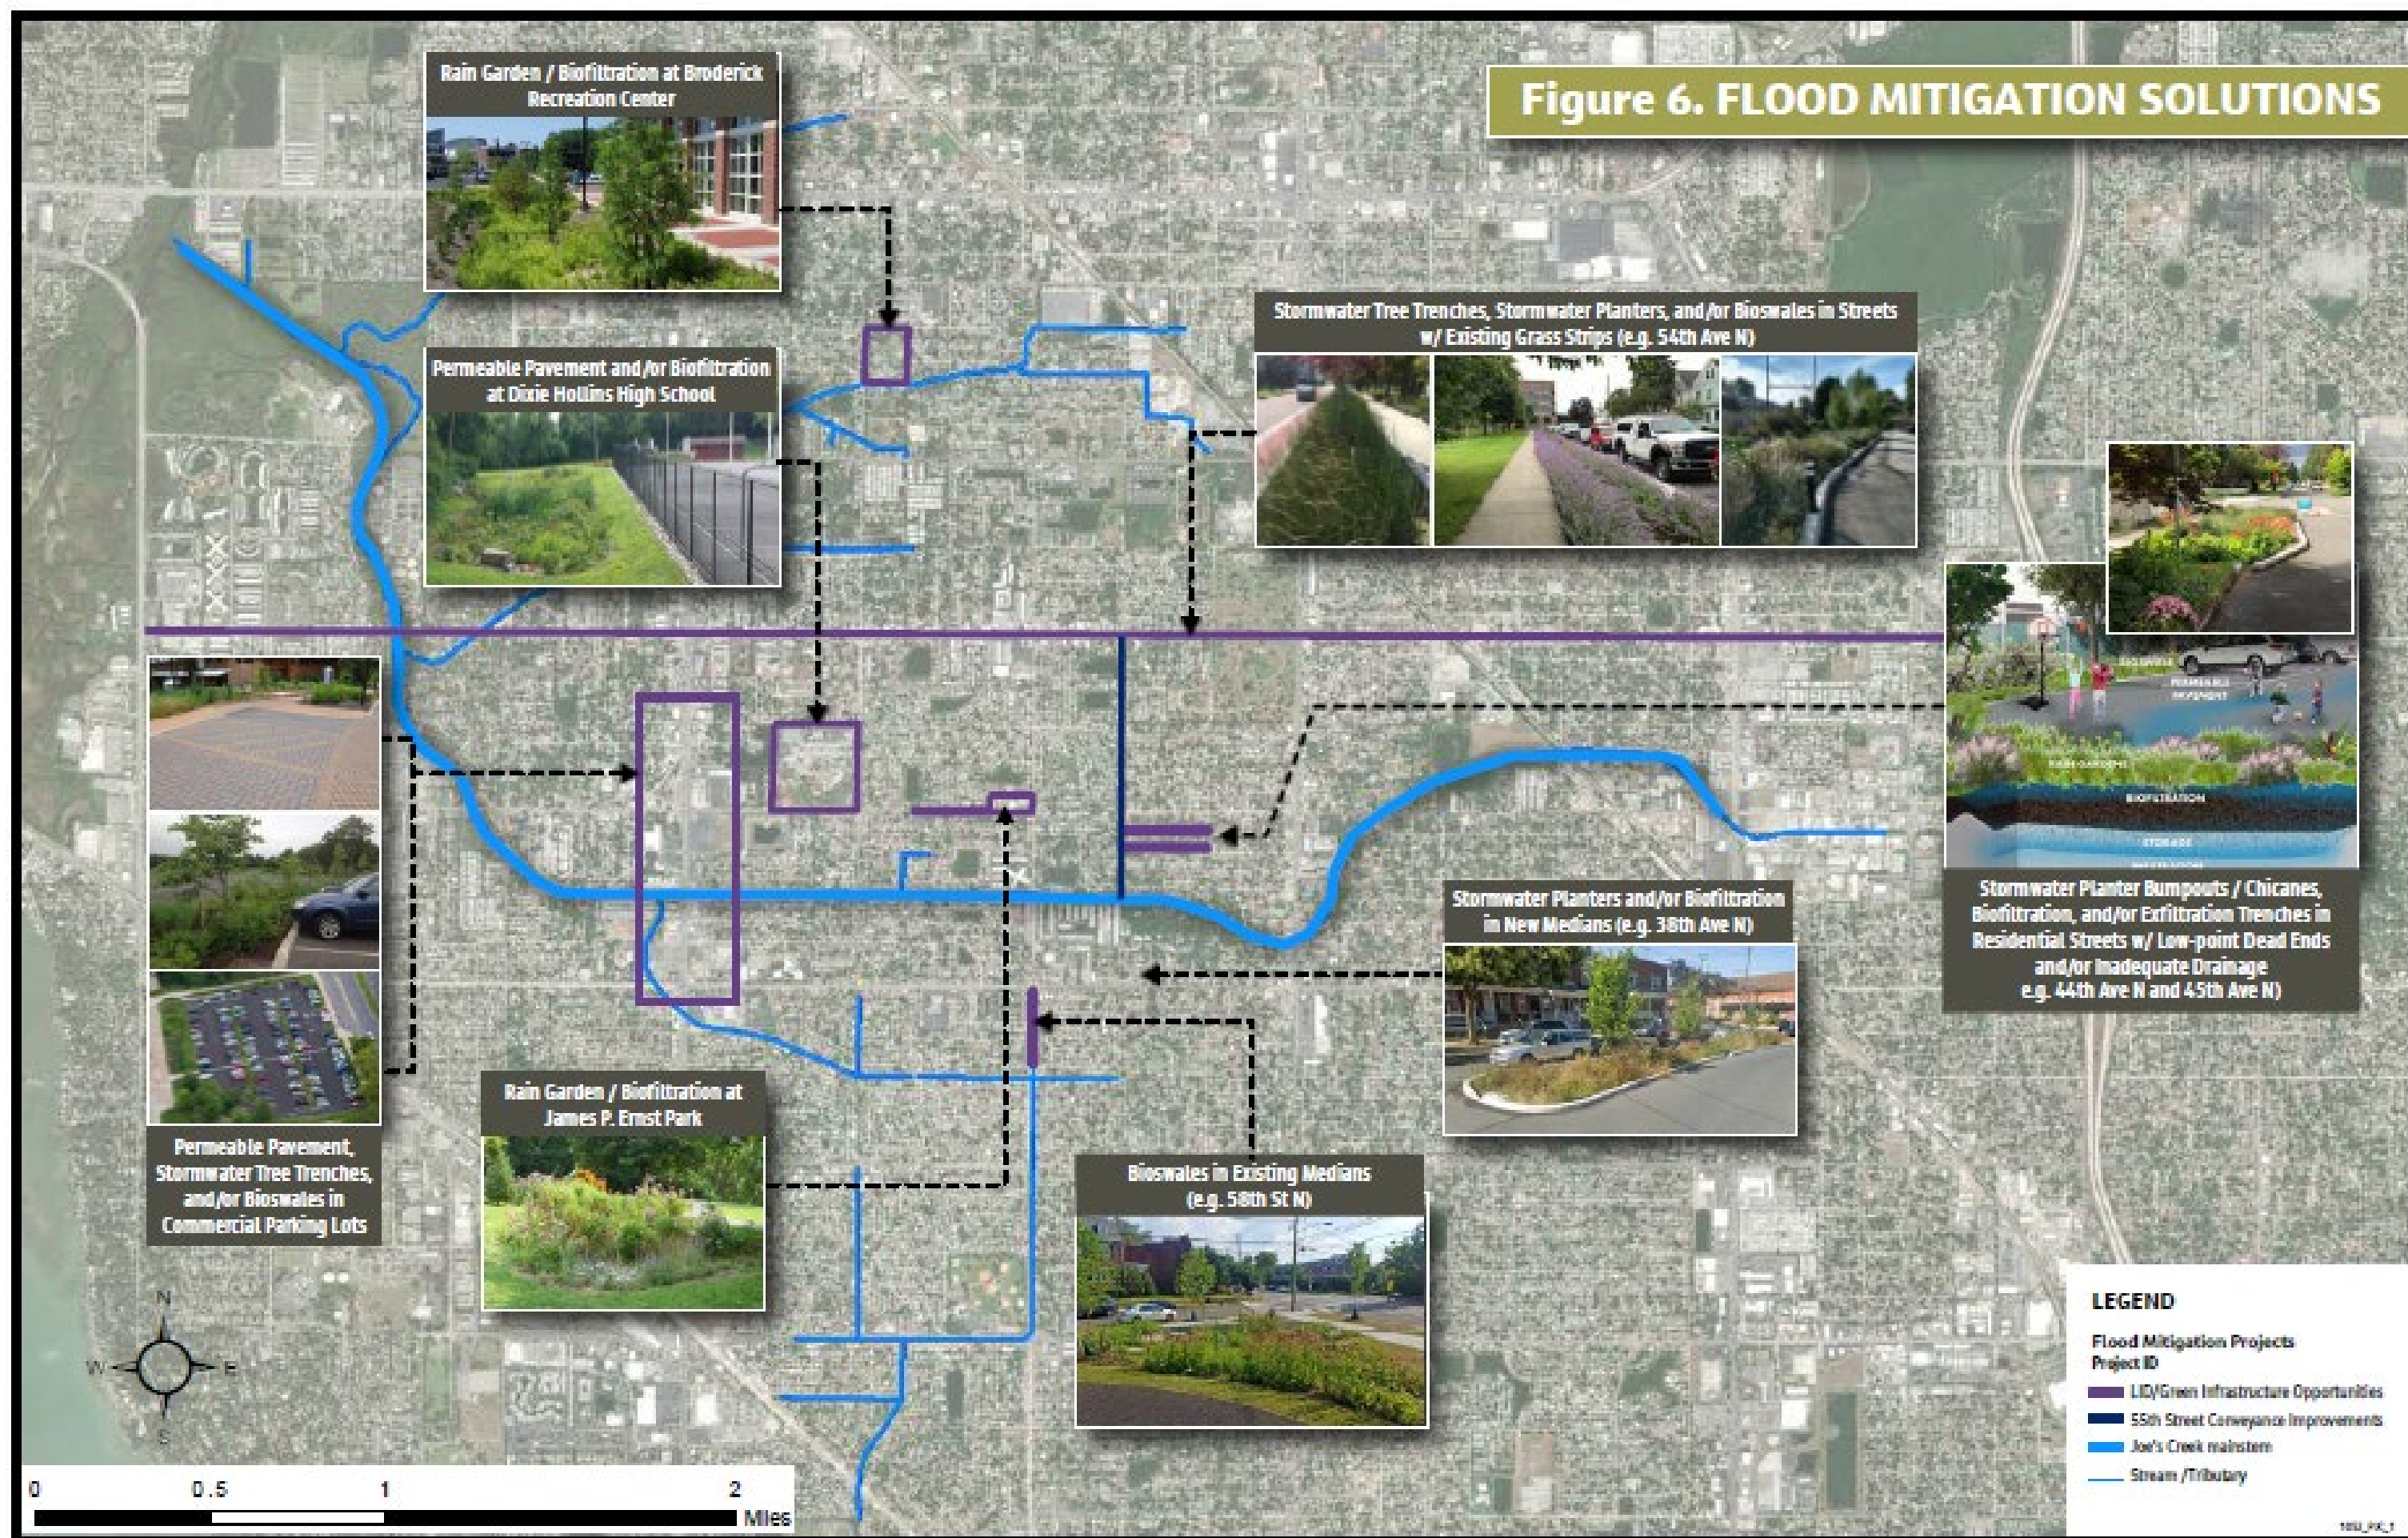 Figure 6. FLOOD MITIGATION SOLUTIONS
Rain Garden / Biofiltration at Broderick
Recreation Center
Permeable Pavement and/or Biofiltration
at Dixie Hollins High School
Stormwater Tree Trenches, Stormwater Planters, and/or Bioswales in Streets
w/ Existing Grass Strips (e.g. 54th Ave N)
BIOSWALE
PERMEABLE
PAVEMENT
RAIN GARDENS
BIOFILTRATION
STORAGE
INFILTRATION
Stormwater Planter Bumpouts / Chicanes,
Biofiltration, and/or Exfiltration Trenches in
Residential Streets w/ Low-point Dead Ends
and/or Inadequate Drainage
e.g. 44th Ave N and 45th Ave N)
Stormwater Planters and/or Biofiltration
in New Medians (e.g. 38th Ave N)
Permeable Pavement,
Stormwater Tree Trenches,
and/or Bioswales in
Commercial Parking Lots
Rain Garden / Biofiltration at
James P. Ernst Park
Bioswales in Existing Medians
(e.g. 58th St N)
N
W E
S
0 0.5 1 2
Miles
LEGEND
Flood Mitigation Projects
Project ID
LID/Green Infrastructure Opportunities
55th Street Conveyance Improvements
Joe's Creek mainstem
Stream /Tributary